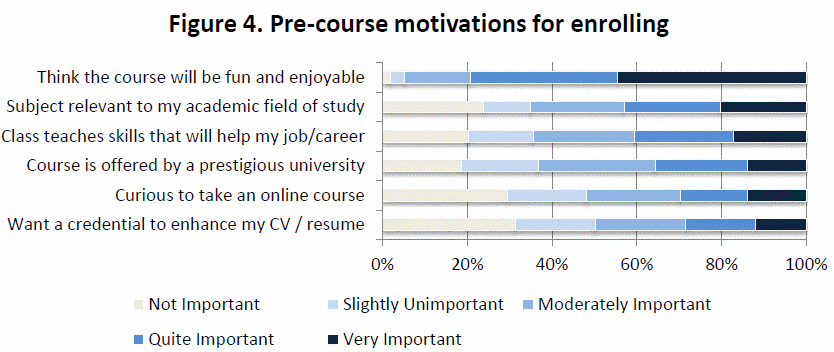 Figure 4. Pre-course motivations for enrolling
Think the course will be fun and enjoyable
Subject relevant to my academic field of study
Class teaches skills that will help my job/career
Course is offered by a prestigious university
Curious to take an online course
Want a credential to enhance my CV / resume
0% 20% 40% 60% 80% 100%
Not Important Slightly Unimportant Moderately Important
Quite Important Very Important